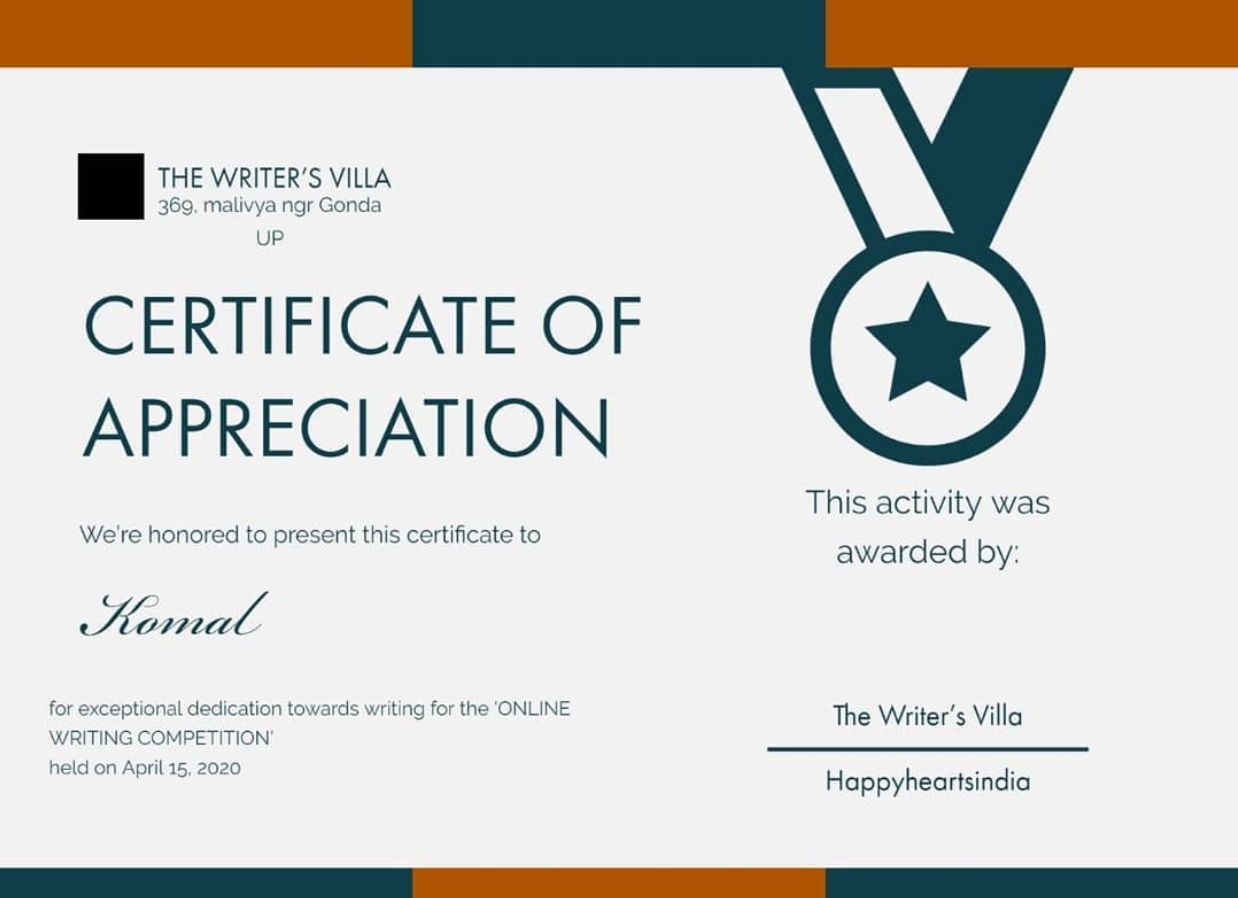 THE WRITER'S VILLA
369, malivya ngr Gonda
UP
CERTIFICATE OF
APPRECIATION
We're honored to present this certificate to
Komal
for exceptional dedication towards writing for the 'ONLINE
WRITING COMPETITION'
held on April 15, 2020
This activity was
awarded by:
The Writer's Villa
Happyheartsindia